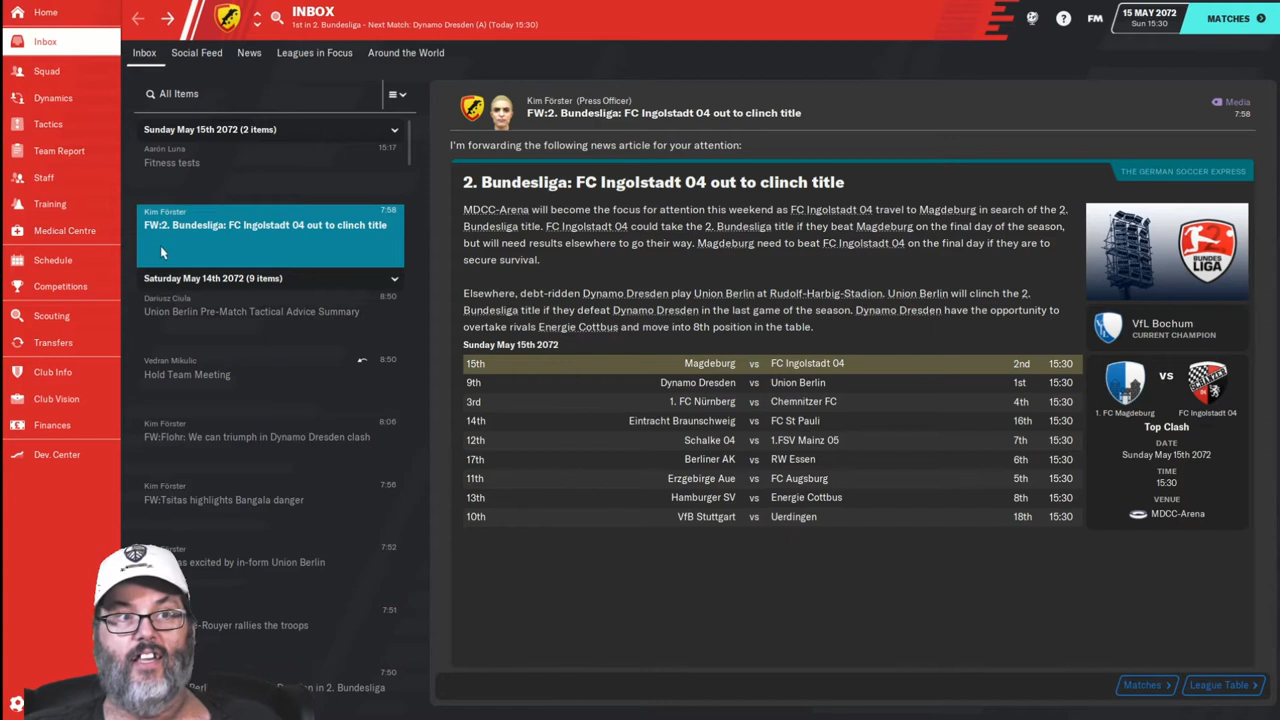 Home
Inbox
Squad
Dynamics
Tactics
Team Report
Staff
Training
Medical Centre
Schedule
Competitions
Scouting
Transfers
Club Info
Club Vision
Finances
Dev. Center
INBOX
1st in 2. Bundesliga - Next Match: Dynamo Dresden (A) (Today 15:30)
FM
15 MAY 2072
Sun 15:30
MATCHES
Inbox
Social Feed
News
Leagues in Focus
Around the World
All Items
Sunday May 15th 2072 (2 items)
Aarón Luna 15:17
Fitness tests
Kim Förster 7:58
FW:2. Bundesliga: FC Ingolstadt 04 out to clinch title
Saturday May 14th 2072 (9 items)
Dariusz Ciula 8:50
Union Berlin Pre-Match Tactical Advice Summary
Vedran Mikulic 8:50
Hold Team Meeting
Kim Förster 8:06
FW:Flohr: We can triumph in Dynamo Dresden clash
Kim Förster 7:56
FW:Tsitas highlights Bangala danger
7:52
excited by in-form Union Berlin
7:51
-Rouyer rallies the troops
7:50
in 2. Bundesliga
Kim Förster (Press Officer)
FW:2. Bundesliga: FC Ingolstadt 04 out to clinch title
Media
7:58
I'm forwarding the following news article for your attention:
THE GERMAN SOCCER EXPRESS
2. Bundesliga: FC Ingolstadt 04 out to clinch title
MDCC-Arena will become the focus for attention this weekend as FC Ingolstadt 04 travel to Magdeburg in search of the 2.
Bundesliga title. FC Ingolstadt 04 could take the 2. Bundesliga title if they beat Magdeburg on the final day of the season,
but will need results elsewhere to go their way. Magdeburg need to beat FC Ingolstadt 04 on the final day if they are to
secure survival.
Elsewhere, debt-ridden Dynamo Dresden play Union Berlin at Rudolf-Harbig-Stadion. Union Berlin will clinch the 2.
Bundesliga title if they defeat Dynamo Dresden in the last game of the season. Dynamo Dresden have the opportunity to
overtake rivals Energie Cottbus and move into 8th position in the table.
Sunday May 15th 2072
15th Magdeburg vs FC Ingolstadt 04 2nd 15:30
9th Dynamo Dresden vs Union Berlin 1st 15:30
3rd 1. FC Nürnberg vs Chemnitzer FC 4th 15:30
14th Eintracht Braunschweig vs FC St Pauli 16th 15:30
12th Schalke 04 vs 1.FSV Mainz 05 7th 15:30
17th Berliner AK vs RW Essen 6th 15:30
11th Erzgebirge Aue vs FC Augsburg 5th 15:30
13th Hamburger SV vs Energie Cottbus 8th 15:30
10th VfB Stuttgart vs Uerdingen 18th 15:30
BUNDES
LIGA
VfL Bochum
CURRENT CHAMPION
VS
1. FC Magdeburg
FC Ingolstadt 04
Top Clash
DATE
Sunday May 15th 2072
TIME
15:30
VENUE
MDCC-Arena
Matches
League Table